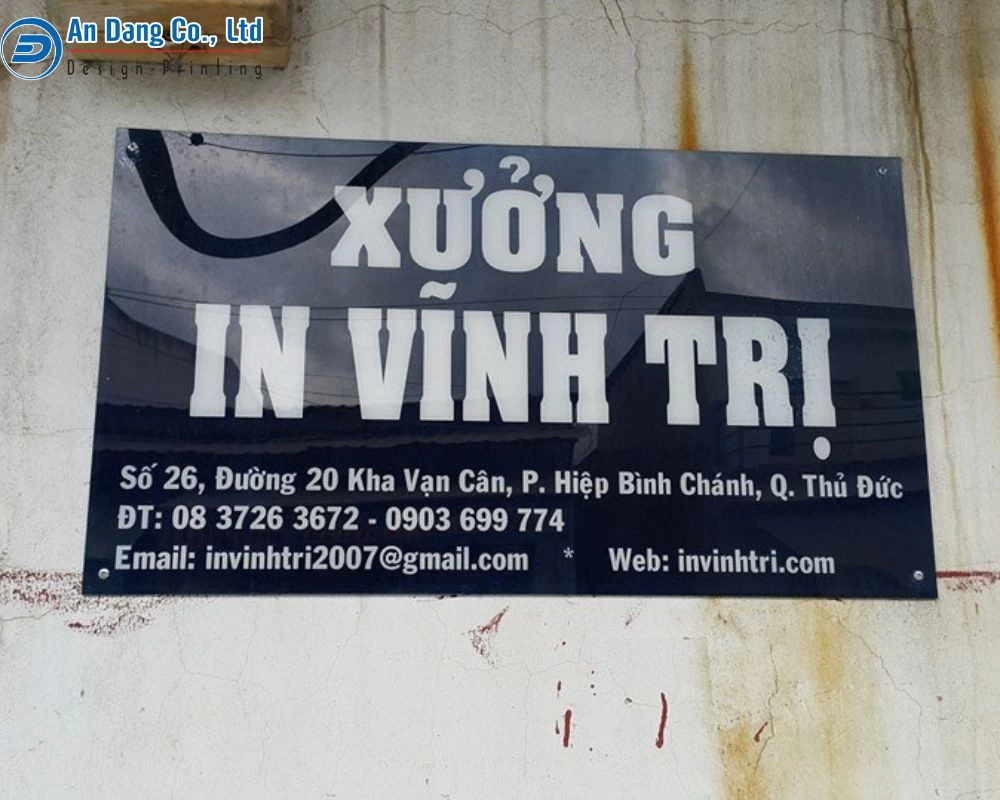 An Dang Co., Ltd
Design-Printing
XƯỞNG
IN VĨNH TRỊ
Số 26, Đường 20 Kha Vạn Cân, P. Hiệp Bình Chánh, Q. Thủ Đức
ĐT: 08 3726 3672 - 0903 699 774
Email: invinhtri2007@gmail.com * Web: invinhtri.com